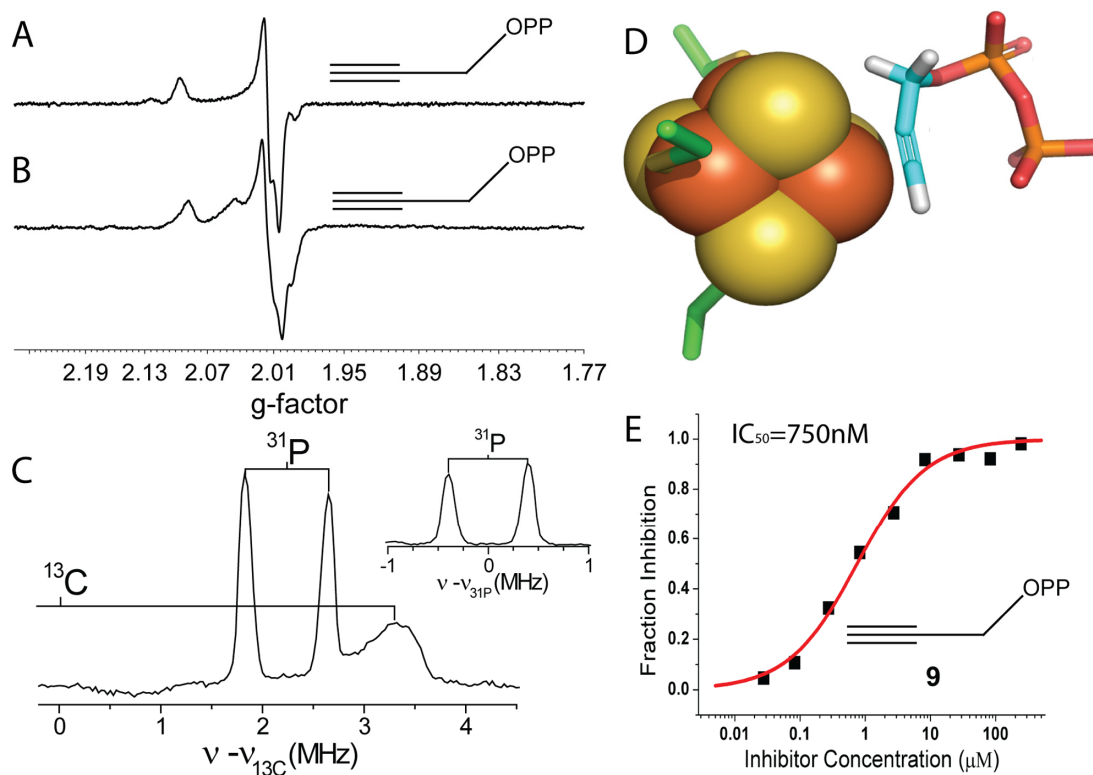 A
OPP
B
OPP
2.19 2.13 2.07 2.01 1.95 1.89 1.83 1.77
g-factor
C
³¹P
¹³C
³¹P
-1 0 1
ν -ν₃₁P(MHz)
0 1 2 3 4
ν -ν₁₃C(MHz)
D
E
IC₅₀=750nM
1.0
0.8
0.6
0.4
0.2
0.0
Fraction Inhibition
OPP
9
0.01 0.1 1 10 100
Inhibitor Concentration (μM)